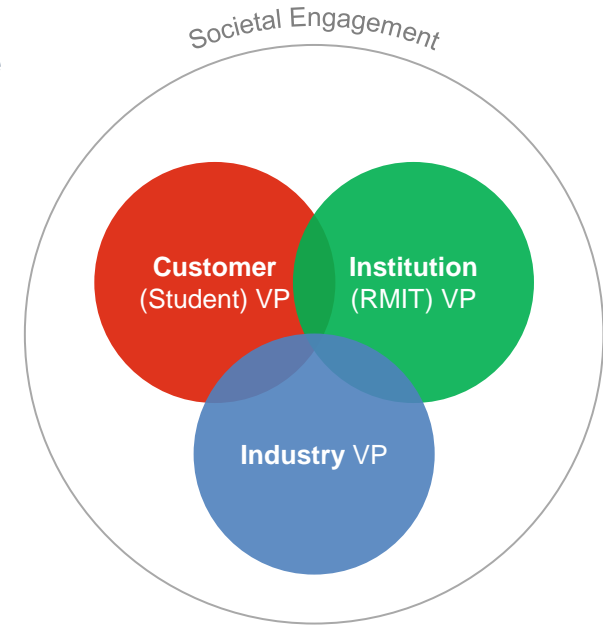 Societal Engagement
Customer
(Student) VP
Institution
(RMIT) VP
Industry VP